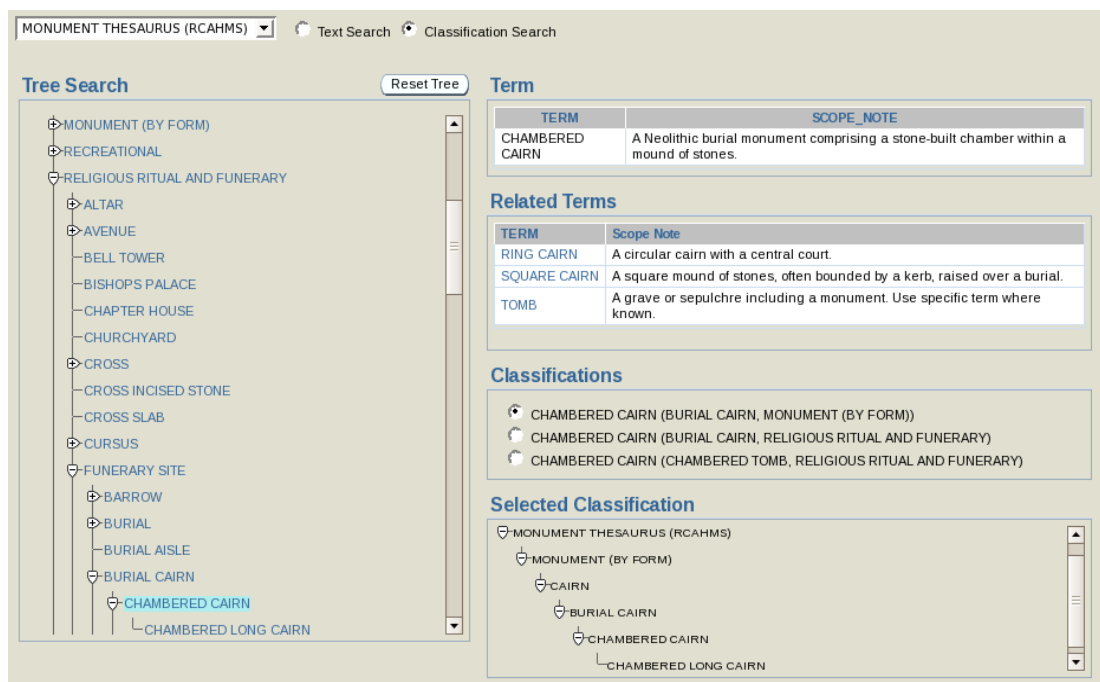 MONUMENT THESAURUS (RCAHMS) Text Search Classification Search
Tree Search Reset Tree
MONUMENT (BY FORM)
RECREATIONAL
RELIGIOUS RITUAL AND FUNERARY
ALTAR
AVENUE
BELL TOWER
BISHOPS PALACE
CHAPTER HOUSE
CHURCHYARD
CROSS
CROSS INCISED STONE
CROSS SLAB
CURSUS
FUNERARY SITE
BARROW
BURIAL
BURIAL AISLE
BURIAL CAIRN
CHAMBERED CAIRN
CHAMBERED LONG CAIRN
Term
TERM SCOPE_NOTE
CHAMBERED CAIRN A Neolithic burial monument comprising a stone-built chamber within a
mound of stones.
Related Terms
TERM Scope Note
RING CAIRN A circular cairn with a central court.
SQUARE CAIRN A square mound of stones, often bounded by a kerb, raised over a burial.
TOMB A grave or sepulchre including a monument. Use specific term where
known.
Classifications
CHAMBERED CAIRN (BURIAL CAIRN, MONUMENT (BY FORM))
CHAMBERED CAIRN (BURIAL CAIRN, RELIGIOUS RITUAL AND FUNERARY)
CHAMBERED CAIRN (CHAMBERED TOMB, RELIGIOUS RITUAL AND FUNERARY)
Selected Classification
MONUMENT THESAURUS (RCAHMS)
MONUMENT (BY FORM)
CAIRN
BURIAL CAIRN
CHAMBERED CAIRN
CHAMBERED LONG CAIRN